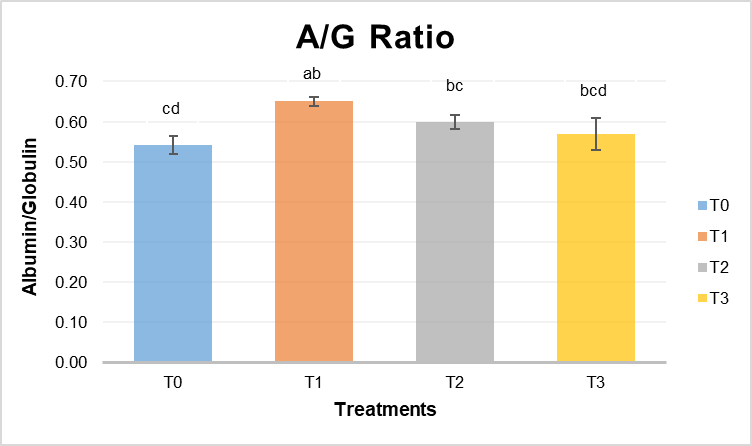 A/G Ratio
0.70
0.60
0.50
0.40
0.30
0.20
0.10
0.00
Albumin/Globulin
cd
ab
bc
bcd
T0
T1
T2
T3
Treatments
T0
T1
T2
T3